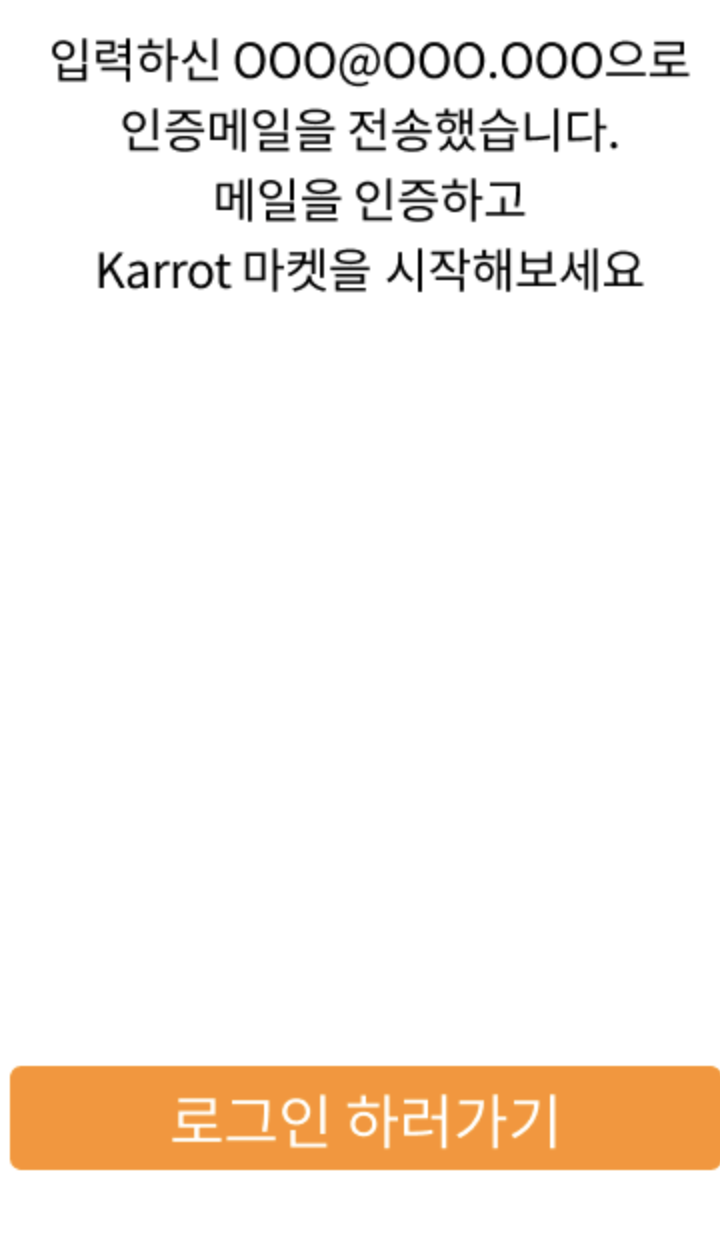 입력하신 OOO@OOO.OOO으로
인증메일을 전송했습니다.
메일을 인증하고
Karrot 마켓을 시작해보세요
로그인 하러가기